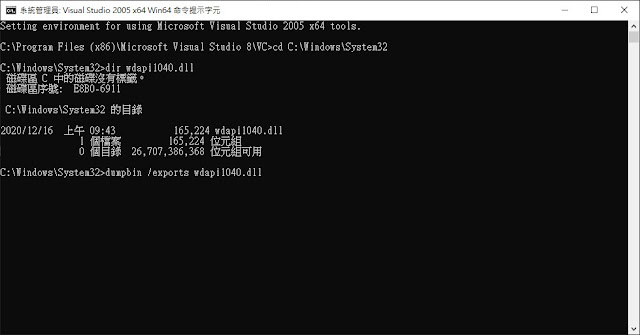 系統管理員: Visual Studio 2005 x64 Win64 命令提示字元
Setting environment for using Microsoft Visual Studio 2005 x64 tools.
C:\Program Files (x86)\Microsoft Visual Studio 8\VC>cd C:\Windows\System32
C:\Windows\System32>dir wdapi1040.dll
磁碟區 C 中的磁碟沒有標籤。
磁碟區序號:  E8B0-6911
C:\Windows\System32 的目錄
2020/12/16  上午 09:43           165,224 wdapi1040.dll
1 個檔案         165,224 位元組
0 個目錄  26,707,386,368 位元組可用
C:\Windows\System32>dumpbin /exports wdapi1040.dll